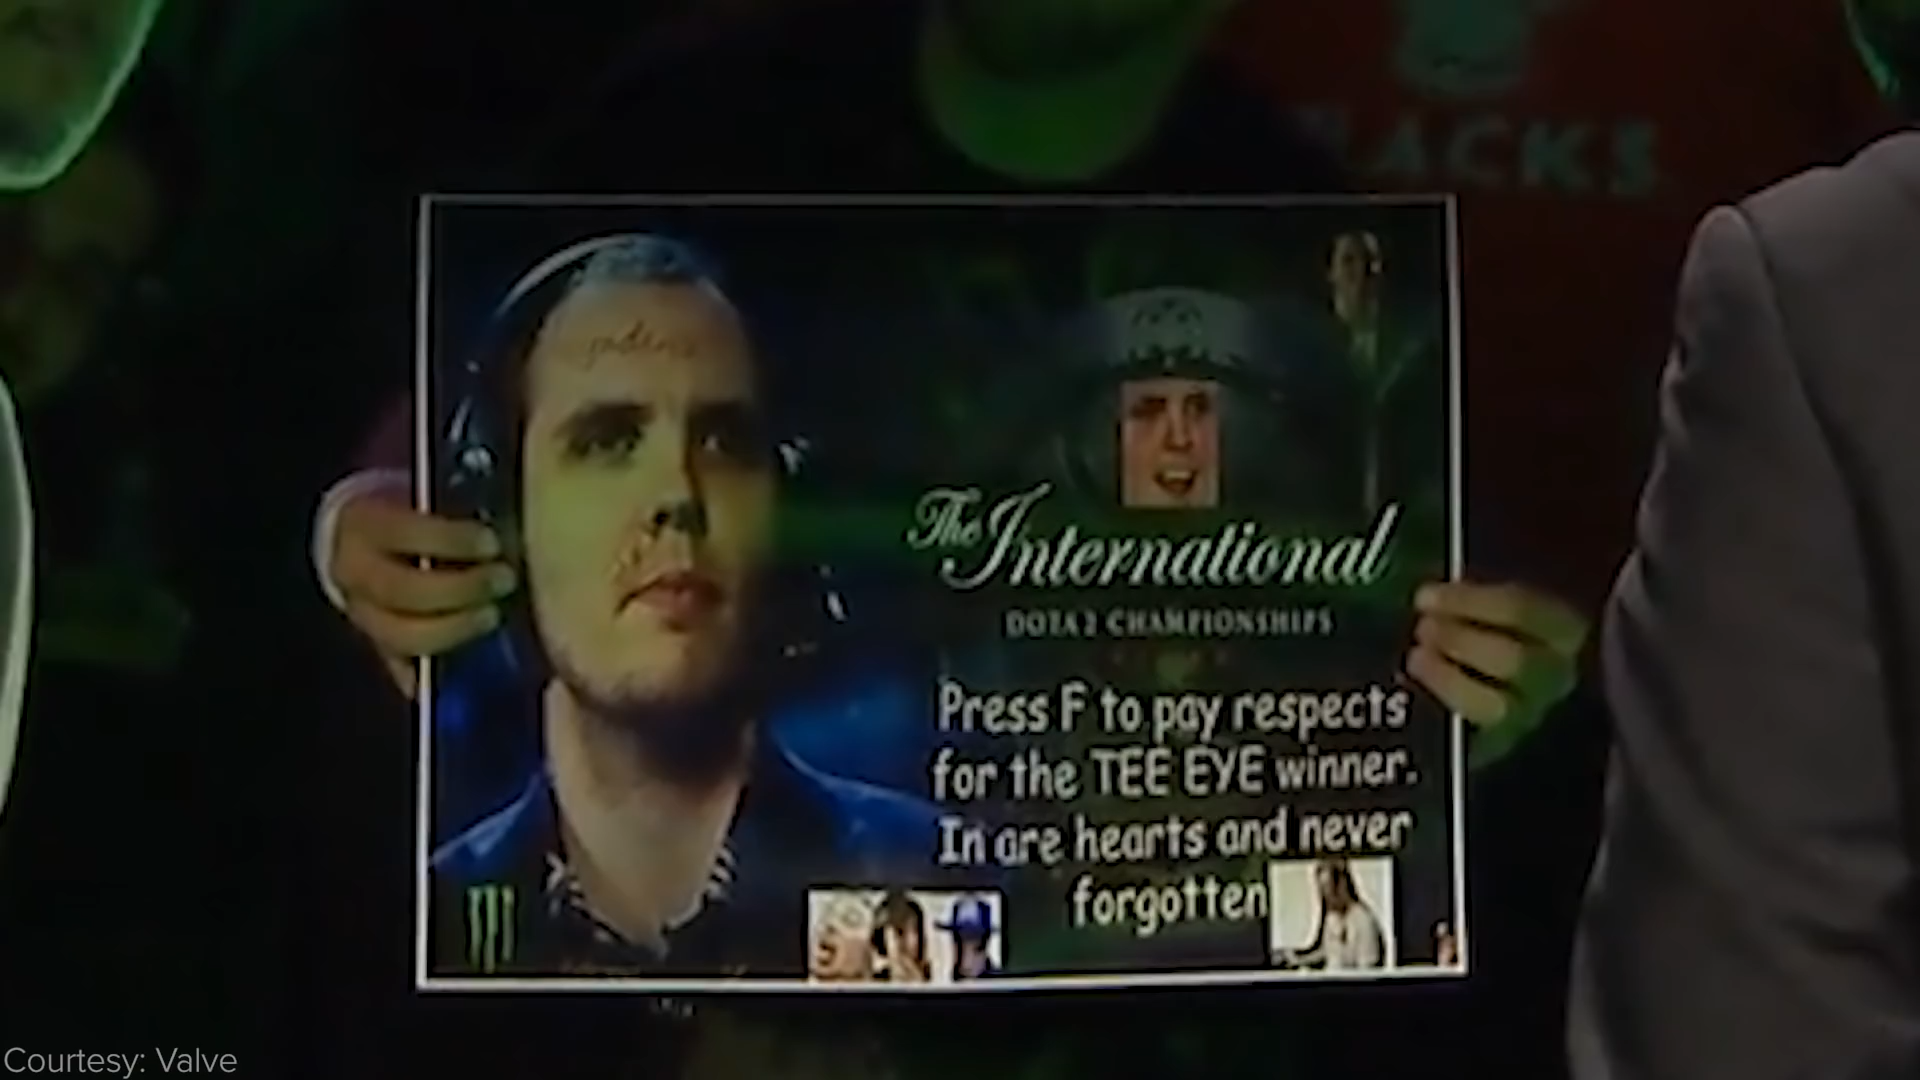 ACKS
The International
DOTA 2 CHAMPIONSHIPS
Press F to pay respects
for the TEE EYE winner.
In are hearts and never
forgotten
Courtesy: Valve